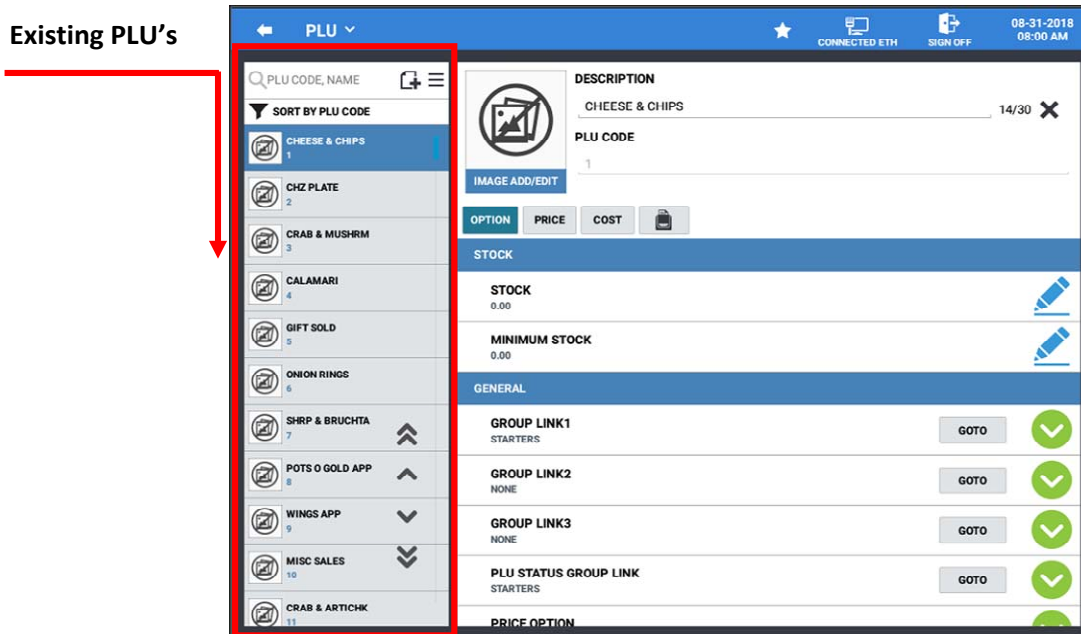 Existing PLU's
PLU
CONNECTED ETH
SIGN OFF
08-31-2018
08:00 AM
PLU CODE, NAME
SORT BY PLU CODE
CHEESE & CHIPS
1
CHZ PLATE
2
CRAB & MUSHRM
3
CALAMARI
4
GIFT SOLD
5
ONION RINGS
6
SHRP & BRUCHTA
7
POTS O GOLD APP
8
WINGS APP
9
MISC SALES
10
CRAB & ARTICHK
11
IMAGE ADD/EDIT
DESCRIPTION
CHEESE & CHIPS
14/30
PLU CODE
1
OPTION PRICE COST
STOCK
STOCK
0.00
MINIMUM STOCK
0.00
GENERAL
GROUP LINK1
STARTERS
GOTO
GROUP LINK2
NONE
GOTO
GROUP LINK3
NONE
GOTO
PLU STATUS GROUP LINK
STARTERS
GOTO
PRICE OPTION